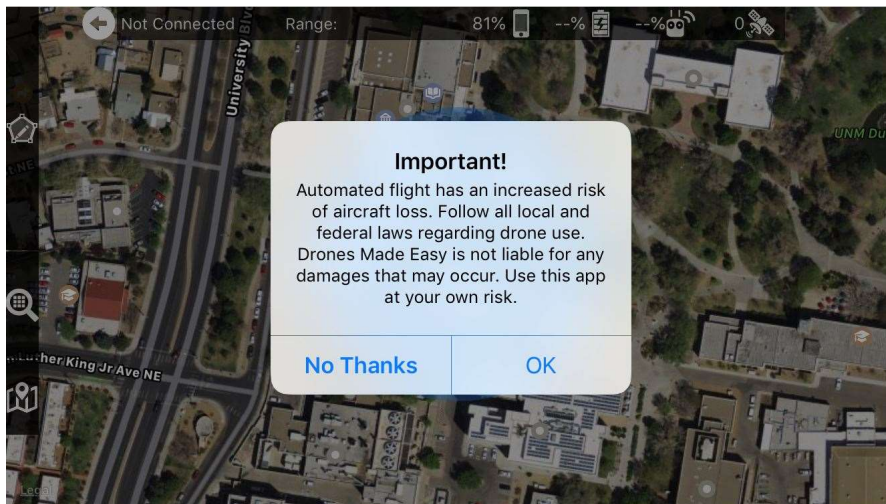 Not Connected
Range:
81%
--%
--%
0
University Blv
UNM Du
Important!
Automated flight has an increased risk
of aircraft loss. Follow all local and
federal laws regarding drone use.
Drones Made Easy is not liable for any
damages that may occur. Use this app
at your own risk.
No Thanks
OK
uther King Jr Ave NE
Legal